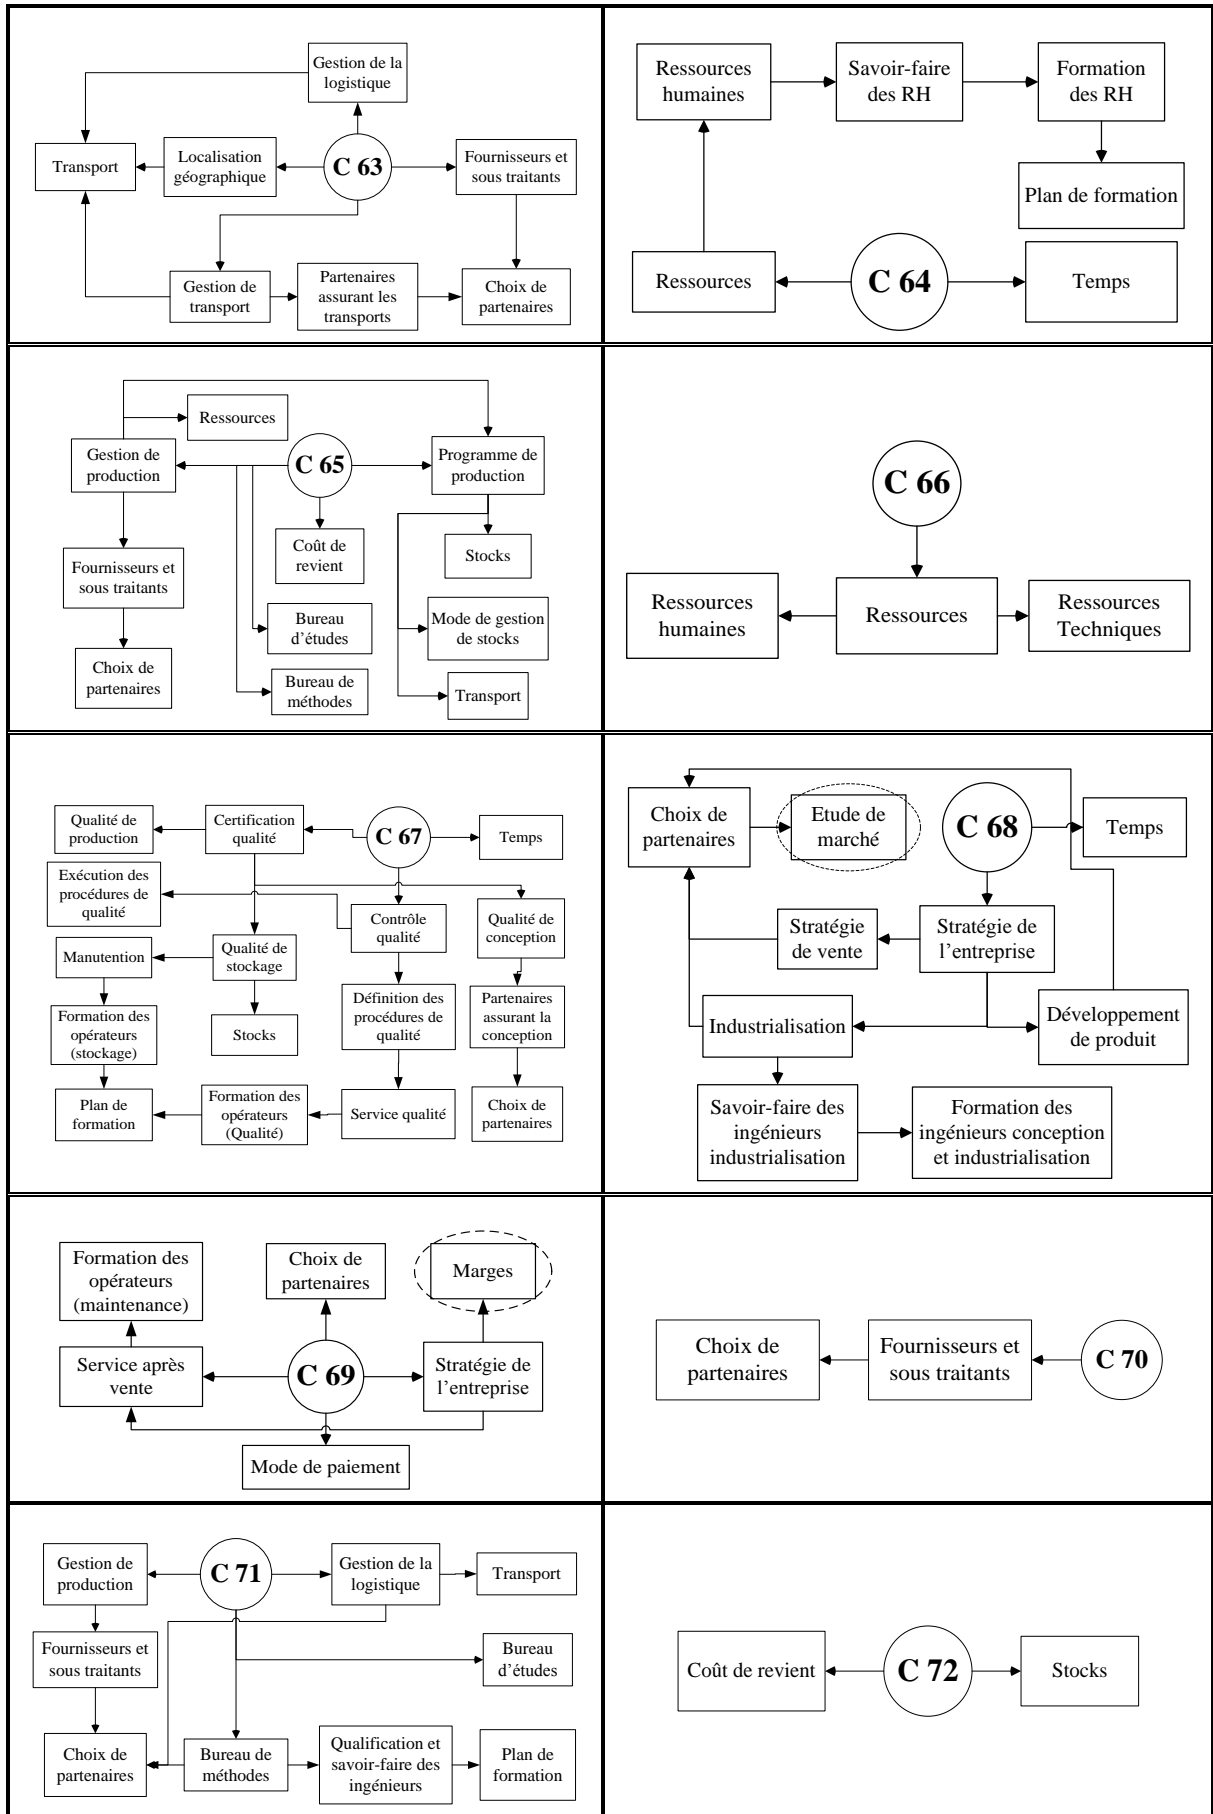 Gestion de la
logistique
Transport
Localisation
géographique
C 63
Fournisseurs et
sous traitants
Gestion de
transport
Partenaires
assurant les
transports
Choix de
partenaires
Ressources
humaines
Savoir-faire
des RH
Formation
des RH
Plan de formation
Ressources
C 64
Temps
Ressources
Gestion de
production
C 65
Programme de
production
Coût de
revient
Stocks
Fournisseurs et
sous traitants
Bureau
d’études
Mode de gestion
de stocks
Choix de
partenaires
Bureau de
méthodes
Transport
C 66
Ressources
humaines
Ressources
Ressources
Techniques
Qualité de
production
Certification
qualité
C 67
Temps
Exécution des
procédures de
qualité
Contrôle
qualité
Qualité de
conception
Manutention
Qualité de
stockage
Formation des
opérateurs
(stockage)
Stocks
Définition des
procédures de
qualité
Partenaires
assurant la
conception
Plan de
formation
Formation des
opérateurs
(Qualité)
Service qualité
Choix de
partenaires
Choix de
partenaires
Etude de
marché
C 68
Temps
Stratégie
de vente
Stratégie de
l’entreprise
Industrialisation
Développement
de produit
Savoir-faire des
ingénieurs
industrialisation
Formation des
ingénieurs conception
et industrialisation
Formation des
opérateurs
(maintenance)
Choix de
partenaires
Marges
Service après
vente
C 69
Stratégie de
l’entreprise
Mode de paiement
Choix de
partenaires
Fournisseurs et
sous traitants
C 70
Gestion de
production
C 71
Gestion de la
logistique
Transport
Fournisseurs et
sous traitants
Bureau
d’études
Choix de
partenaires
Bureau de
méthodes
Qualification et
savoir-faire des
ingénieurs
Plan de
formation
Coût de revient
C 72
Stocks